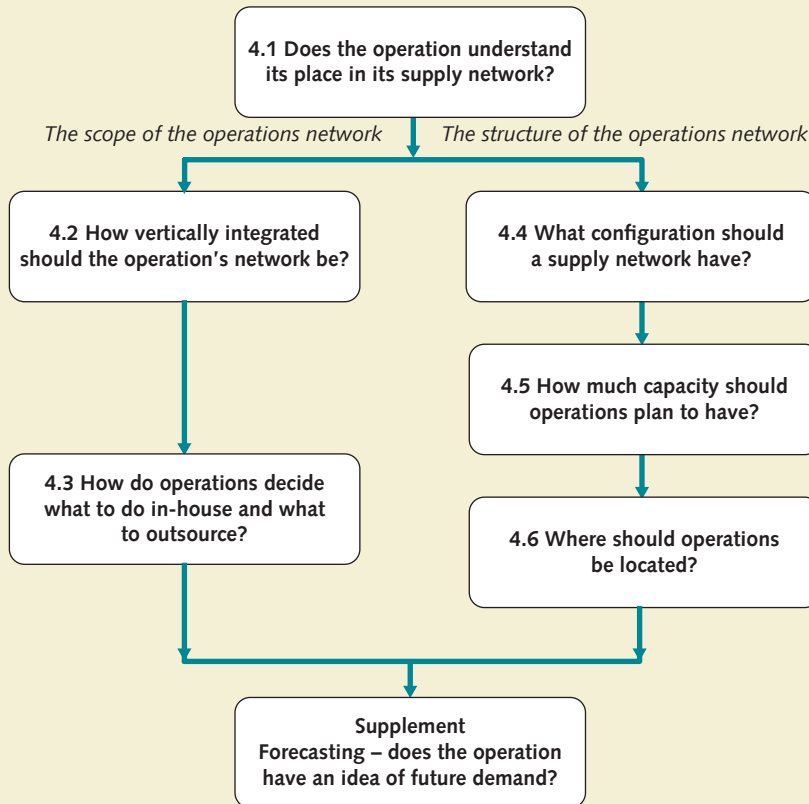 4.1 Does the operation understand
its place in its supply network?
The scope of the operations network
The structure of the operations network
4.2 How vertically integrated
should the operation's network be?
4.4 What configuration should
a supply network have?
4.5 How much capacity should
operations plan to have?
4.3 How do operations decide
what to do in-house and what
to outsource?
4.6 Where should operations
be located?
Supplement
Forecasting – does the operation
have an idea of future demand?